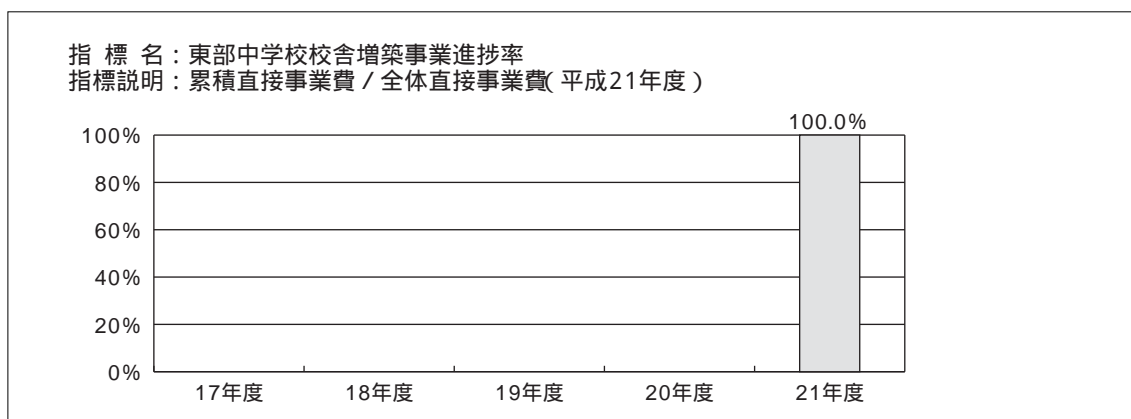 指 標 名：東部中学校校舎増築事業進捗率
指標説明：累積直接事業費／全体直接事業費(平成21年度)
100.0%
100%
80%
60%
40%
20%
0%
17年度 18年度 19年度 20年度 21年度